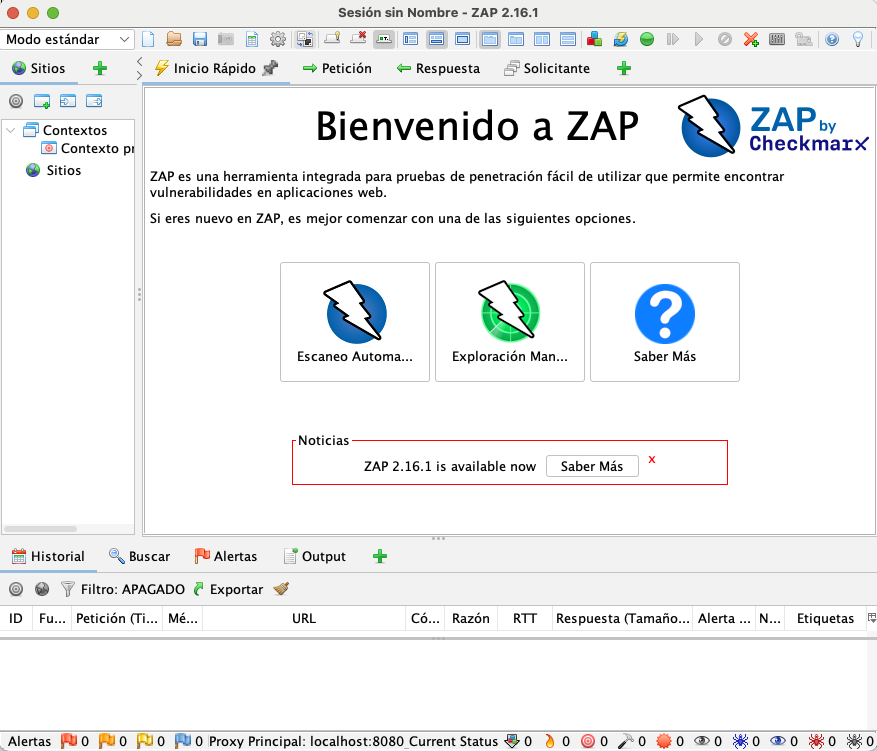 Sesión sin Nombre - ZAP 2.16.1
Modo estándar
Sitios
Inicio Rápido
Petición
Respuesta
Solicitante
Contextos
Contexto pr
Sitios
Bienvenido a ZAP
ZAP by
Checkmarx
ZAP es una herramienta integrada para pruebas de penetración fácil de utilizar que permite encontrar
vulnerabilidades en aplicaciones web.
Si eres nuevo en ZAP, es mejor comenzar con una de las siguientes opciones.
Escaneo Automa...
Exploración Man...
Saber Más
Noticias
ZAP 2.16.1 is available now
Saber Más
x
Historial
Buscar
Alertas
Output
Filtro: APAGADO
Exportar
ID
Fu...
Petición (Ti...
Mé...
URL
Có...
Razón
RTT
Respuesta (Tamaño...
Alerta ...
N...
Etiquetas
Alertas 0 0 0 0 Proxy Principal: localhost:8080 Current Status 0 0 0 0 0 0 0 0 0 0